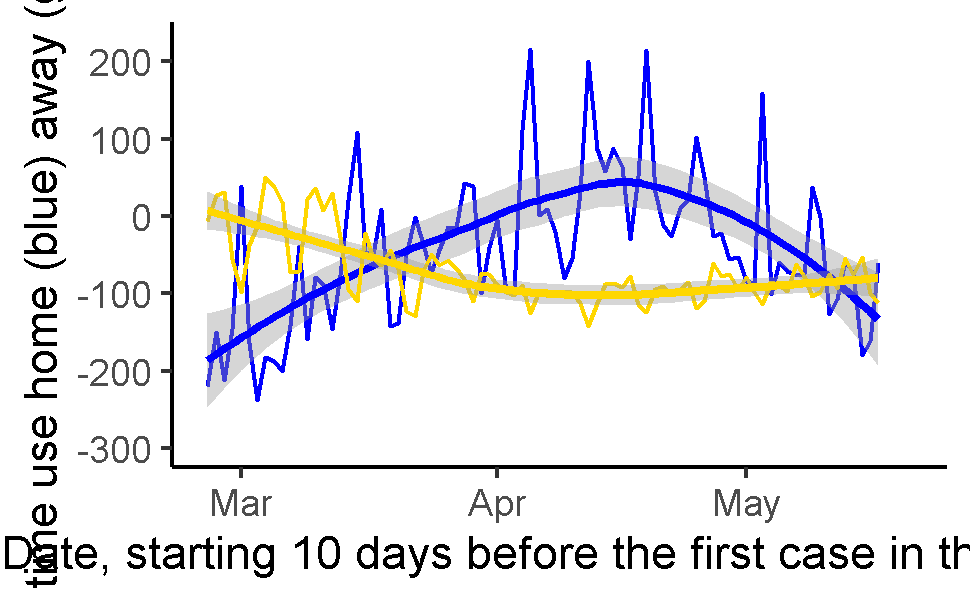 time use home (blue) away (
200
100
0
-100
-200
-300
Mar Apr May
Date, starting 10 days before the first case in th